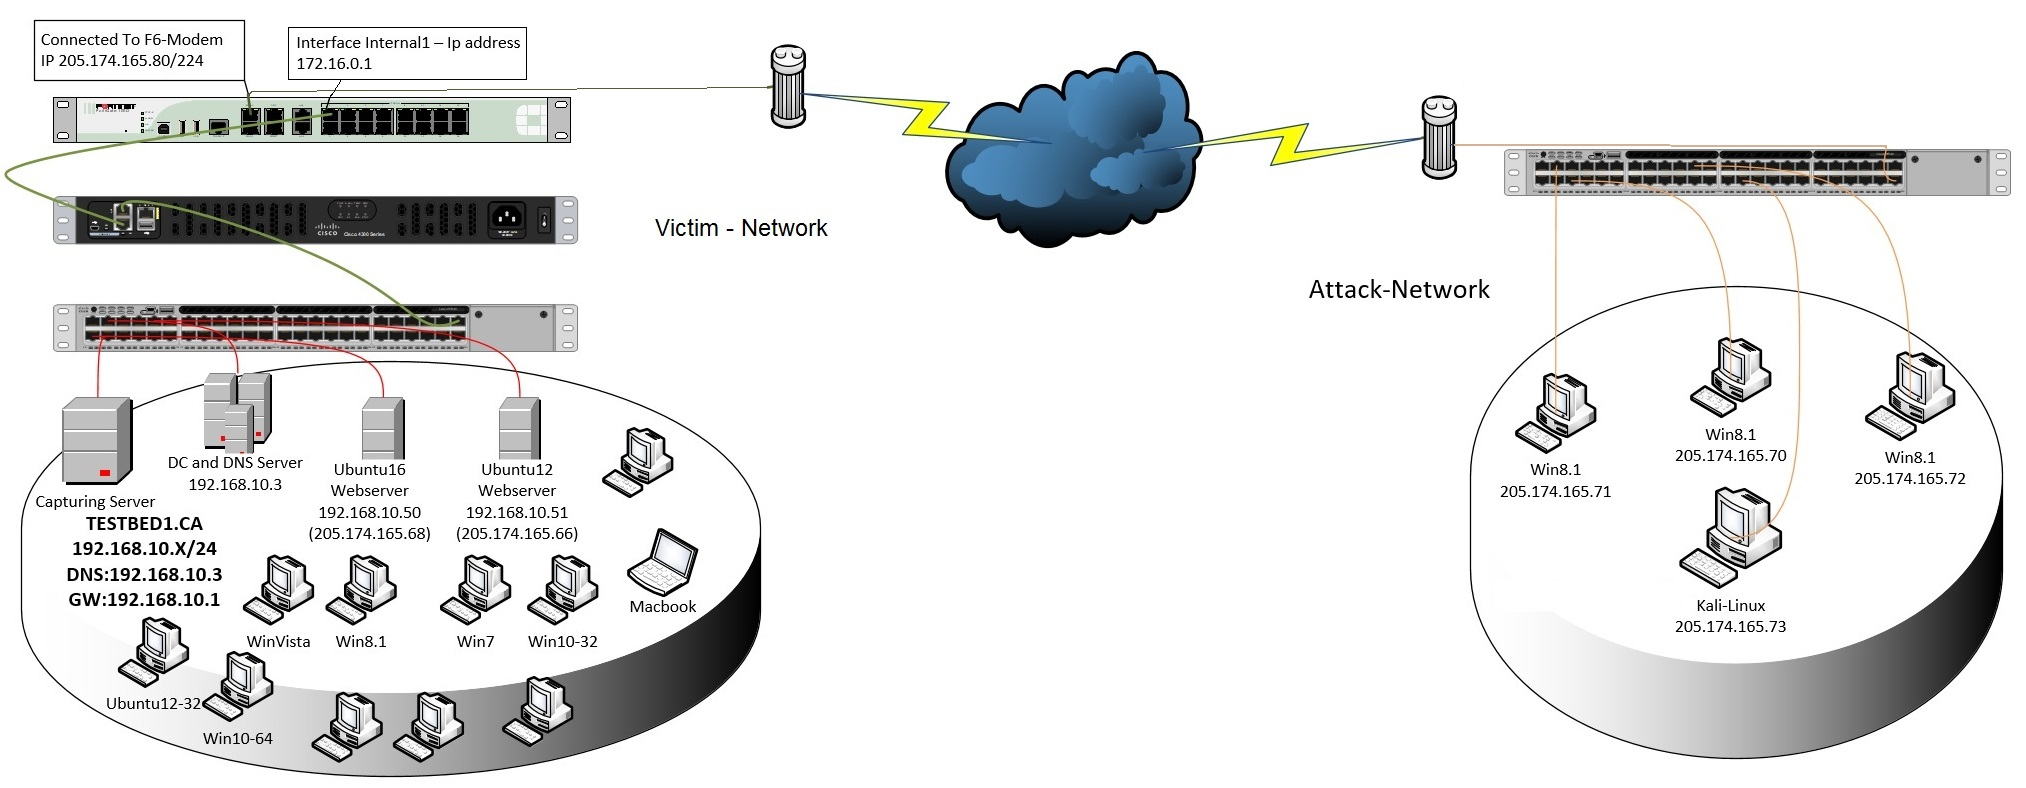 Connected To F6-Modem
IP 205.174.165.80/224
Interface Internal1 – Ip address
172.16.0.1
FORTINET
CISCO Cisco 4300 Series
Victim - Network
Attack-Network
Capturing Server
DC and DNS Server
192.168.10.3
Ubuntu16
Webserver
192.168.10.50
(205.174.165.68)
Ubuntu12
Webserver
192.168.10.51
(205.174.165.66)
TESTBED1.CA
192.168.10.X/24
DNS:192.168.10.3
GW:192.168.10.1
WinVista
Win8.1
Win7
Win10-32
Macbook
Ubuntu12-32
Win10-64
Win8.1
205.174.165.71
Win8.1
205.174.165.70
Win8.1
205.174.165.72
Kali-Linux
205.174.165.73